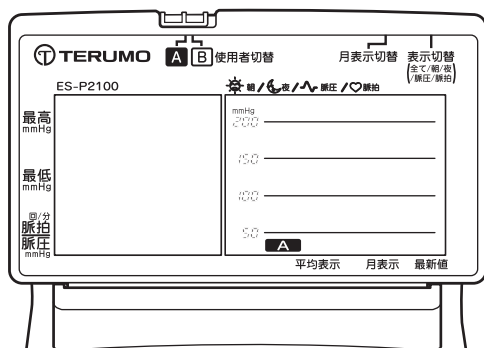 TERUMO A B 使用者切替 月表示切替 表示切替
(全て/朝/夜
/脈圧/脈拍)
ES-P2100 朝/夜/脈圧/脈拍
最高
mmHg
最低
mmHg
回/分
脈拍
脈圧
mmHg
mmHg
200
150
100
50
A
平均表示 月表示 最新値